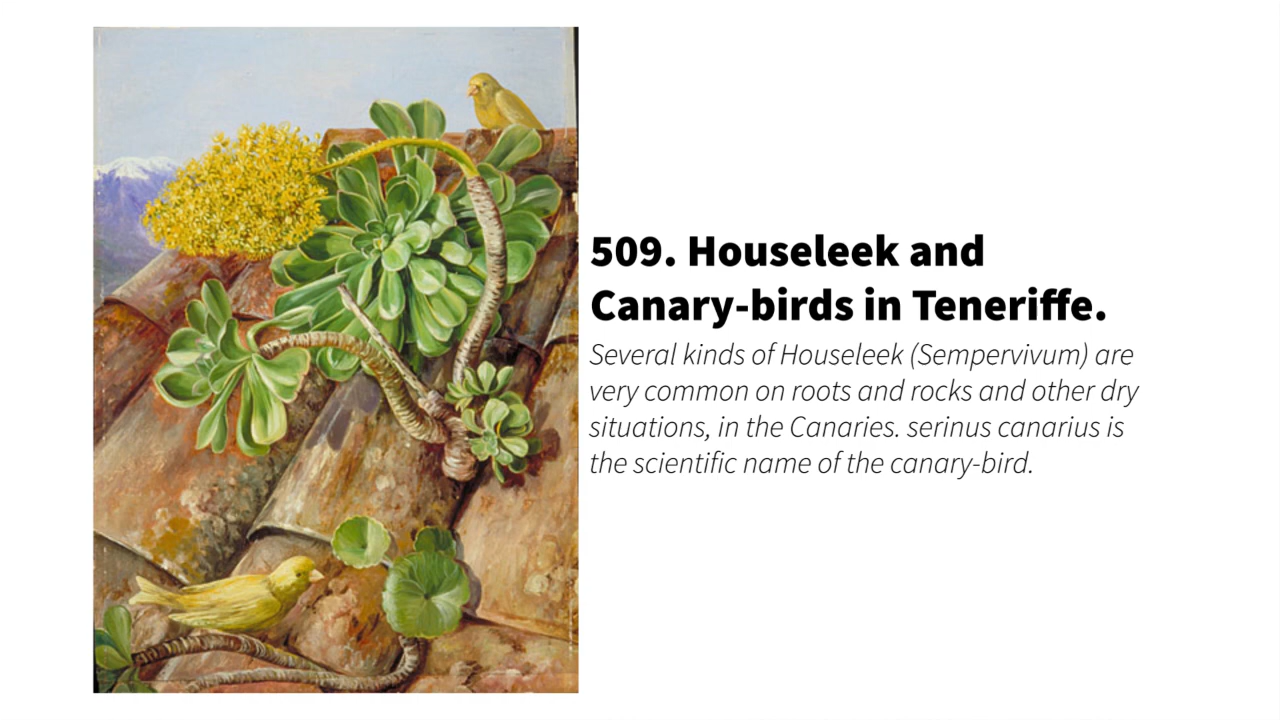 509. Houseleek and
Canary-birds in Teneriffe.
Several kinds of Houseleek (Sempervivum) are
very common on roots and rocks and other dry
situations, in the Canaries. serinus canarius is
the scientific name of the canary-bird.